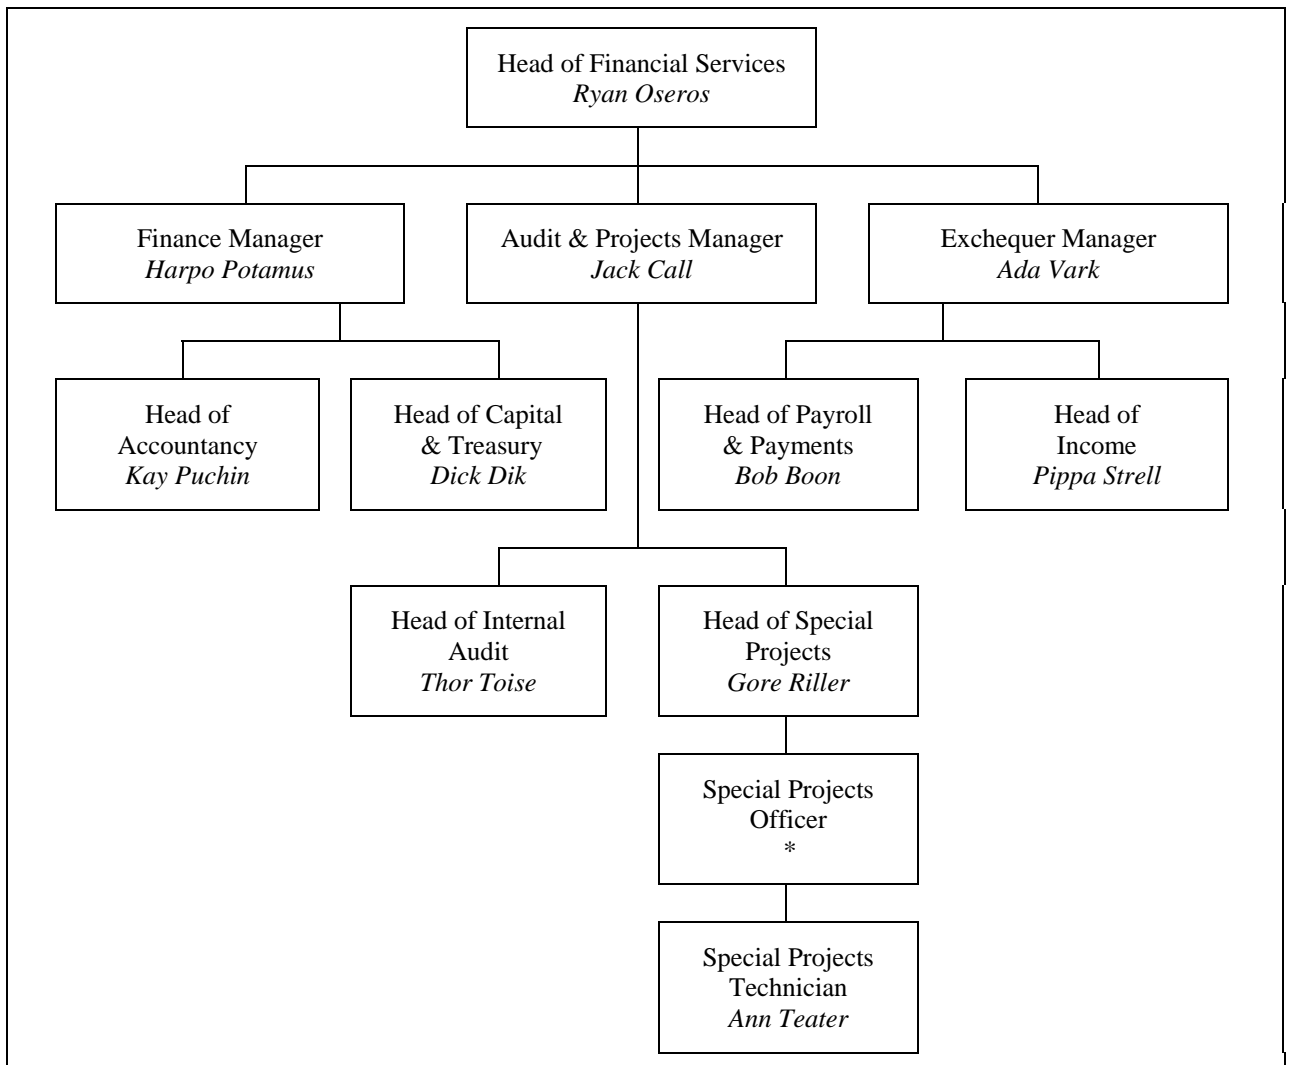 Head of Financial Services
Ryan Oseros
Finance Manager
Harpo Potamus
Audit & Projects Manager
Jack Call
Exchequer Manager
Ada Vark
Head of
Accountancy
Kay Puchin
Head of Capital
& Treasury
Dick Dik
Head of Payroll
& Payments
Bob Boon
Head of
Income
Pippa Strell
Head of Internal
Audit
Thor Toise
Head of Special
Projects
Gore Riller
Special Projects
Officer
*
Special Projects
Technician
Ann Teater